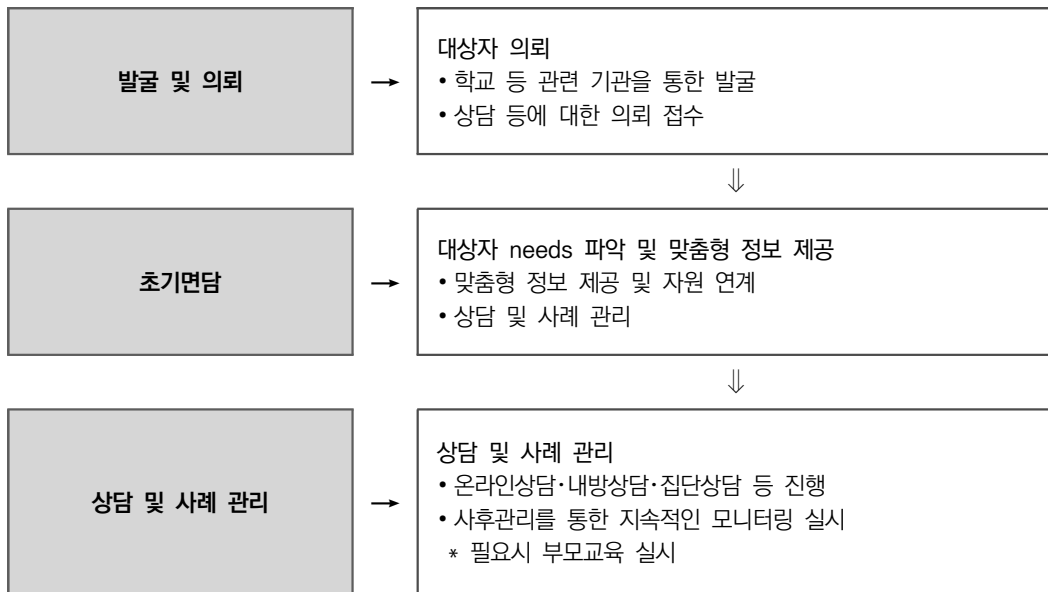 발굴 및 의뢰
→
대상자 의뢰
• 학교 등 관련 기관을 통한 발굴
• 상담 등에 대한 의뢰 접수
⇓
초기면담
→
대상자 needs 파악 및 맞춤형 정보 제공
• 맞춤형 정보 제공 및 자원 연계
• 상담 및 사례 관리
⇓
상담 및 사례 관리
→
상담 및 사례 관리
• 온라인상담·내방상담·집단상담 등 진행
• 사후관리를 통한 지속적인 모니터링 실시
* 필요시 부모교육 실시